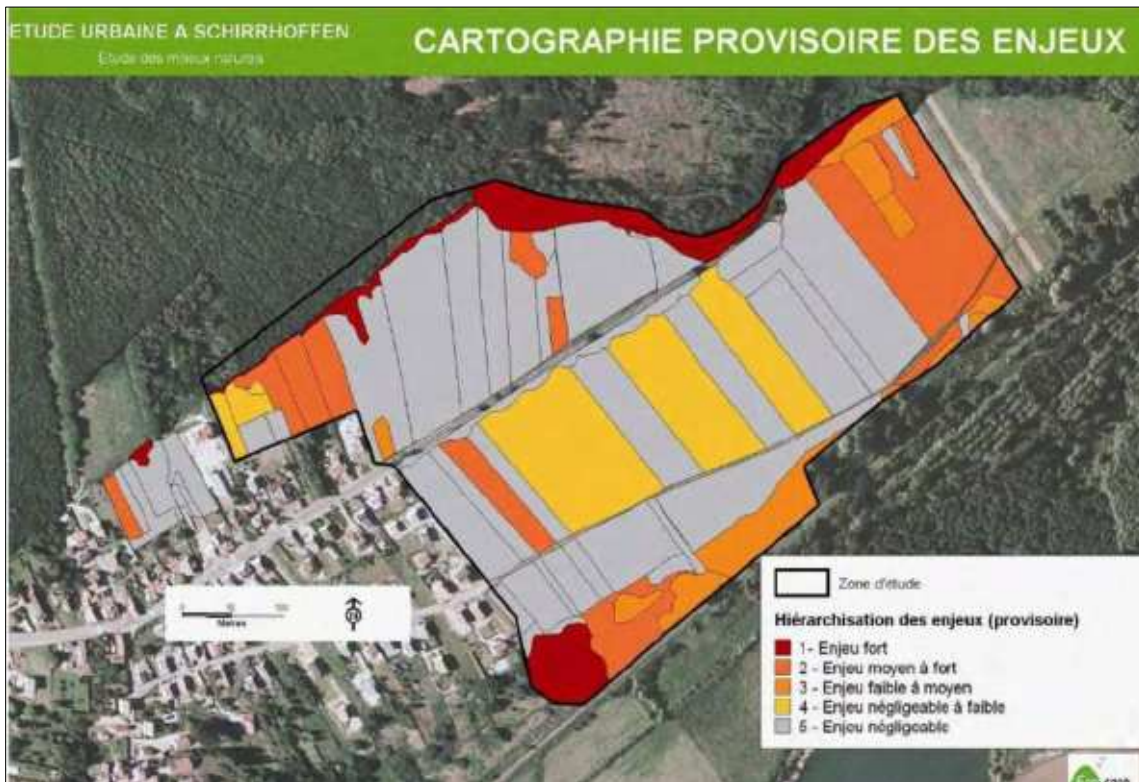 ETUDE URBAINE A SCHIRRHOFFEN
Etude des milieux naturels
CARTOGRAPHIE PROVISOIRE DES ENJEUX
Mètres
N
Zone d'étude
Hiérarchisation des enjeux (provisoire)
1- Enjeu fort
2 - Enjeu moyen à fort
3 - Enjeu faible à moyen
4 - Enjeu négligeable à faible
5 - Enjeu négligeable